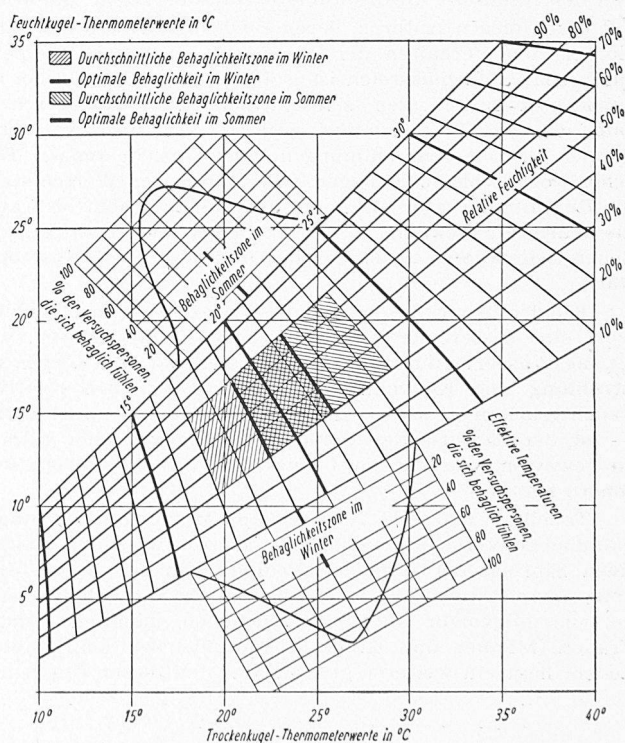 Feuchtkugel - Thermometerwerte in °C
35°
30°
25°
20°
15°
10°
5°
Durchschnittliche Behaglichkeitszone im Winter
Optimale Behaglichkeit im Winter
Durchschnittliche Behaglichkeitszone im Sommer
Optimale Behaglichkeit im Sommer
90%
80%
70%
60%
50%
40%
30%
20%
10%
Relative Feuchtigkeit
30°
25°
20°
15°
Behaglichkeitszone im
Sommer
100
80
60
40
20
% der Versuchspersonen,
die sich behaglich fühlen
Effektive Temperaturen
% den Versuchspersonen,
die sich behaglich fühlen
20
40
60
80
100
Behaglichkeitszone im
Winter
10°
15°
20°
25°
30°
35°
40°
Trockenkugel - Thermometerwerte in °C